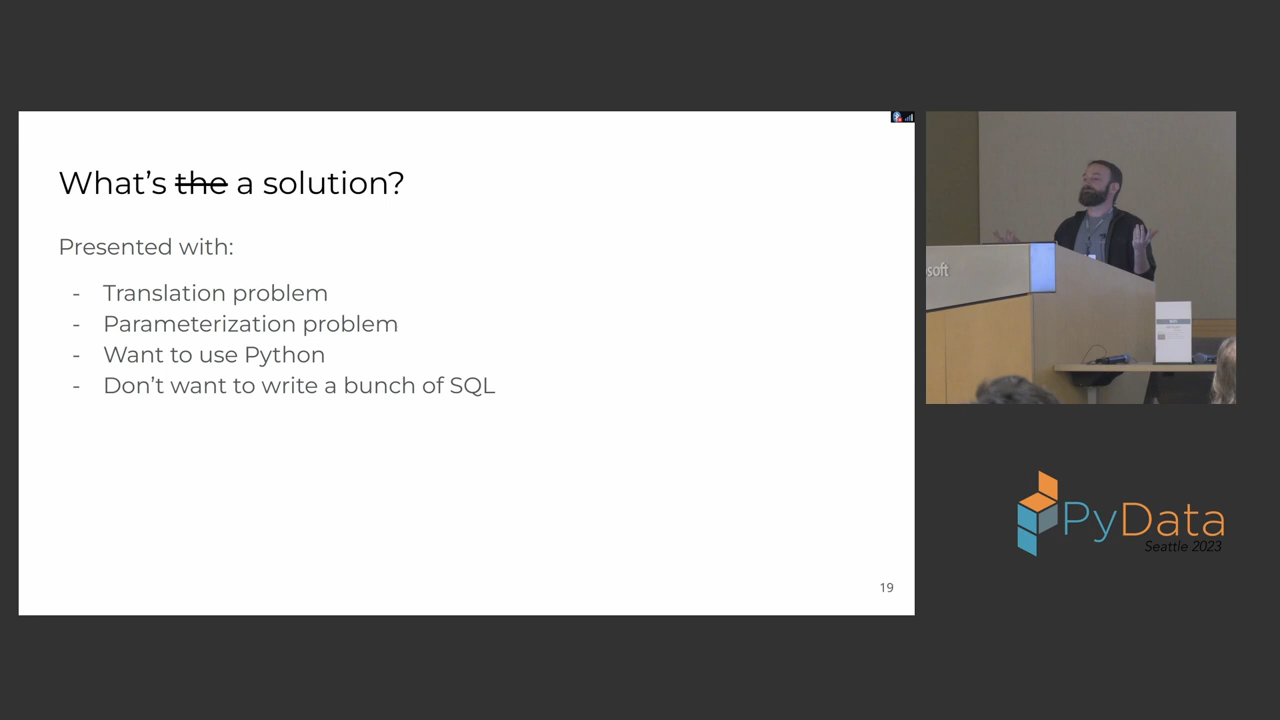 What's the a solution?
Presented with:
- Translation problem
- Parameterization problem
- Want to use Python
- Don't want to write a bunch of SQL
19
soft
PyData
Seattle 2023